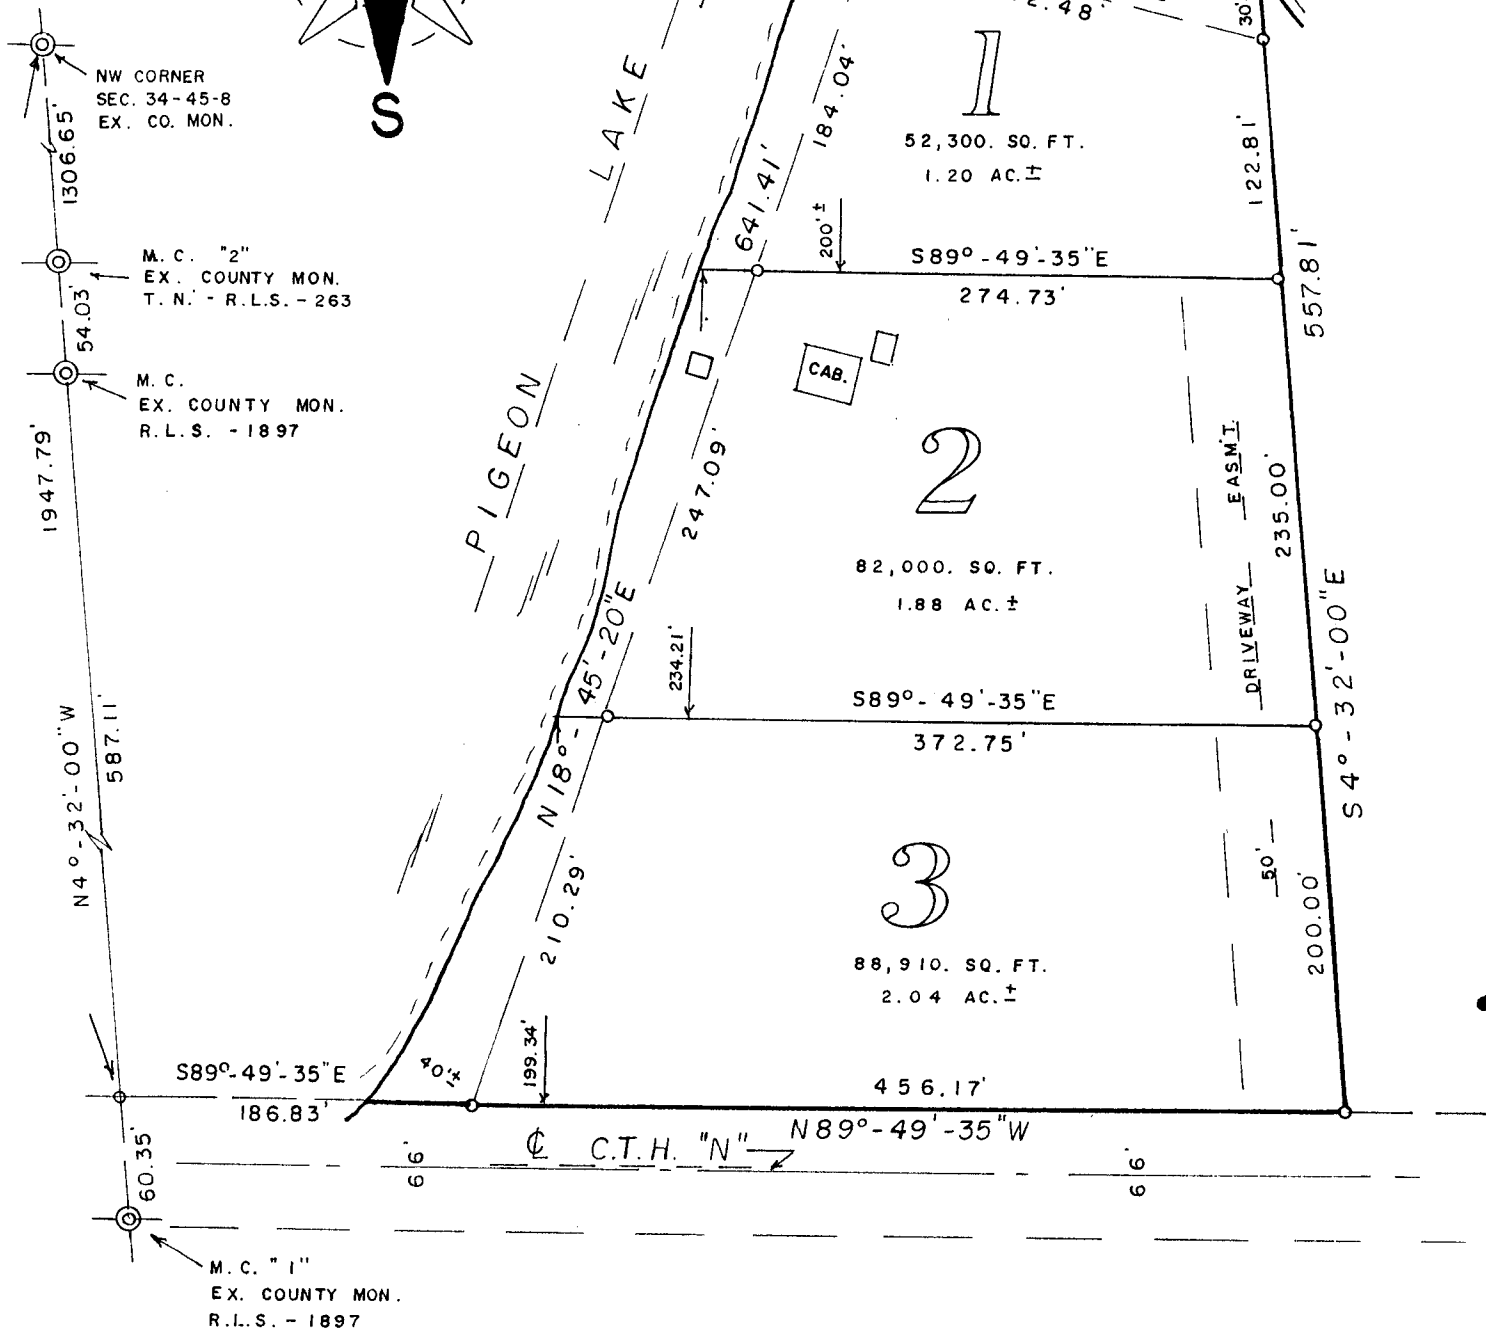 2.48'
30'
NW CORNER
SEC. 34-45-8
EX. CO. MON.
S
1306.65'
LAKE
184.04'
1
52,300. SQ. FT.
1.20 AC.±
122.81'
641.41'
200'±
M. C. "2"
EX. COUNTY MON.
T. N. - R.L.S. - 263
54.03'
S89°-49'-35"E
274.73'
557.81'
M. C.
EX. COUNTY MON.
R.L.S. - 1897
CAB.
1947.79'
PIGEON
247.09'
2
82,000. SQ. FT.
1.88 AC.±
DRIVEWAY EASM'T.
235.00'
N4°-32'-00"W
587.11'
N18°-45'-20"E
234.21'
S89°-49'-35"E
372.75'
S4°-32'-00"E
210.29'
3
88,910. SQ. FT.
2.04 AC.±
50'
200.00'
S89°-49'-35"E
186.83'
40'±
199.34'
456.17'
N89°-49'-35"W
℄ C.T.H. "N"
66'
66'
60.35'
M. C. "1"
EX. COUNTY MON.
R.L.S. - 1897